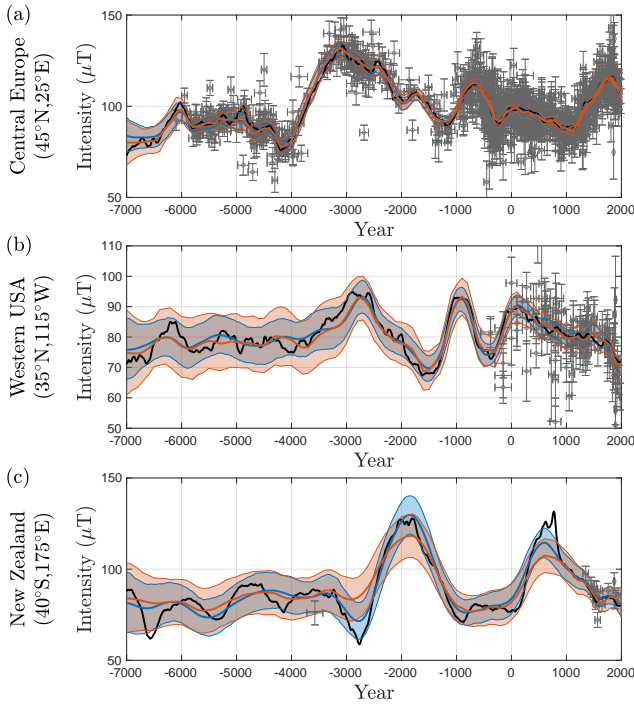 (a)
Central Europe
(45°N,25°E)
Intensity (μT)
150
100
50
-7000 -6000 -5000 -4000 -3000 -2000 -1000 0 1000 2000
Year
(b)
Western USA
(35°N,115°W)
Intensity (μT)
110
100
90
80
70
60
50
-7000 -6000 -5000 -4000 -3000 -2000 -1000 0 1000 2000
Year
(c)
New Zealand
(40°S,175°E)
Intensity (μT)
150
100
50
-7000 -6000 -5000 -4000 -3000 -2000 -1000 0 1000 2000
Year